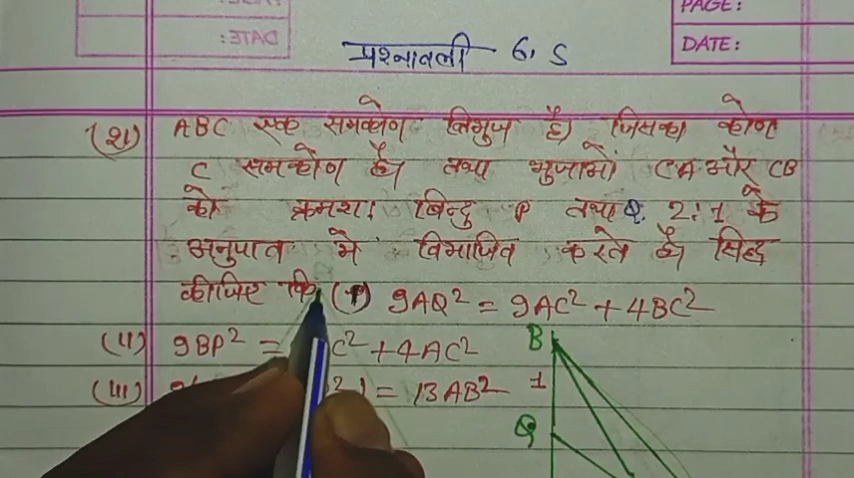 PAGE:
DATE:
DATE:
प्रश्नावली 6.5
(21) ABC एक समकोण त्रिभुज है। जिसका कोण
C समकोण है। तथा भुजाओं CA और CB
को क्रमशः बिन्दु P तथा Q 2:1 के
अनुपात में विभाजित करते है। सिद्ध
कीजिए कि (i) 9AQ² = 9AC² + 4BC²
(ii) 9BP² = C² + 4AC²
(iii) = 13AB²
B
1
Q